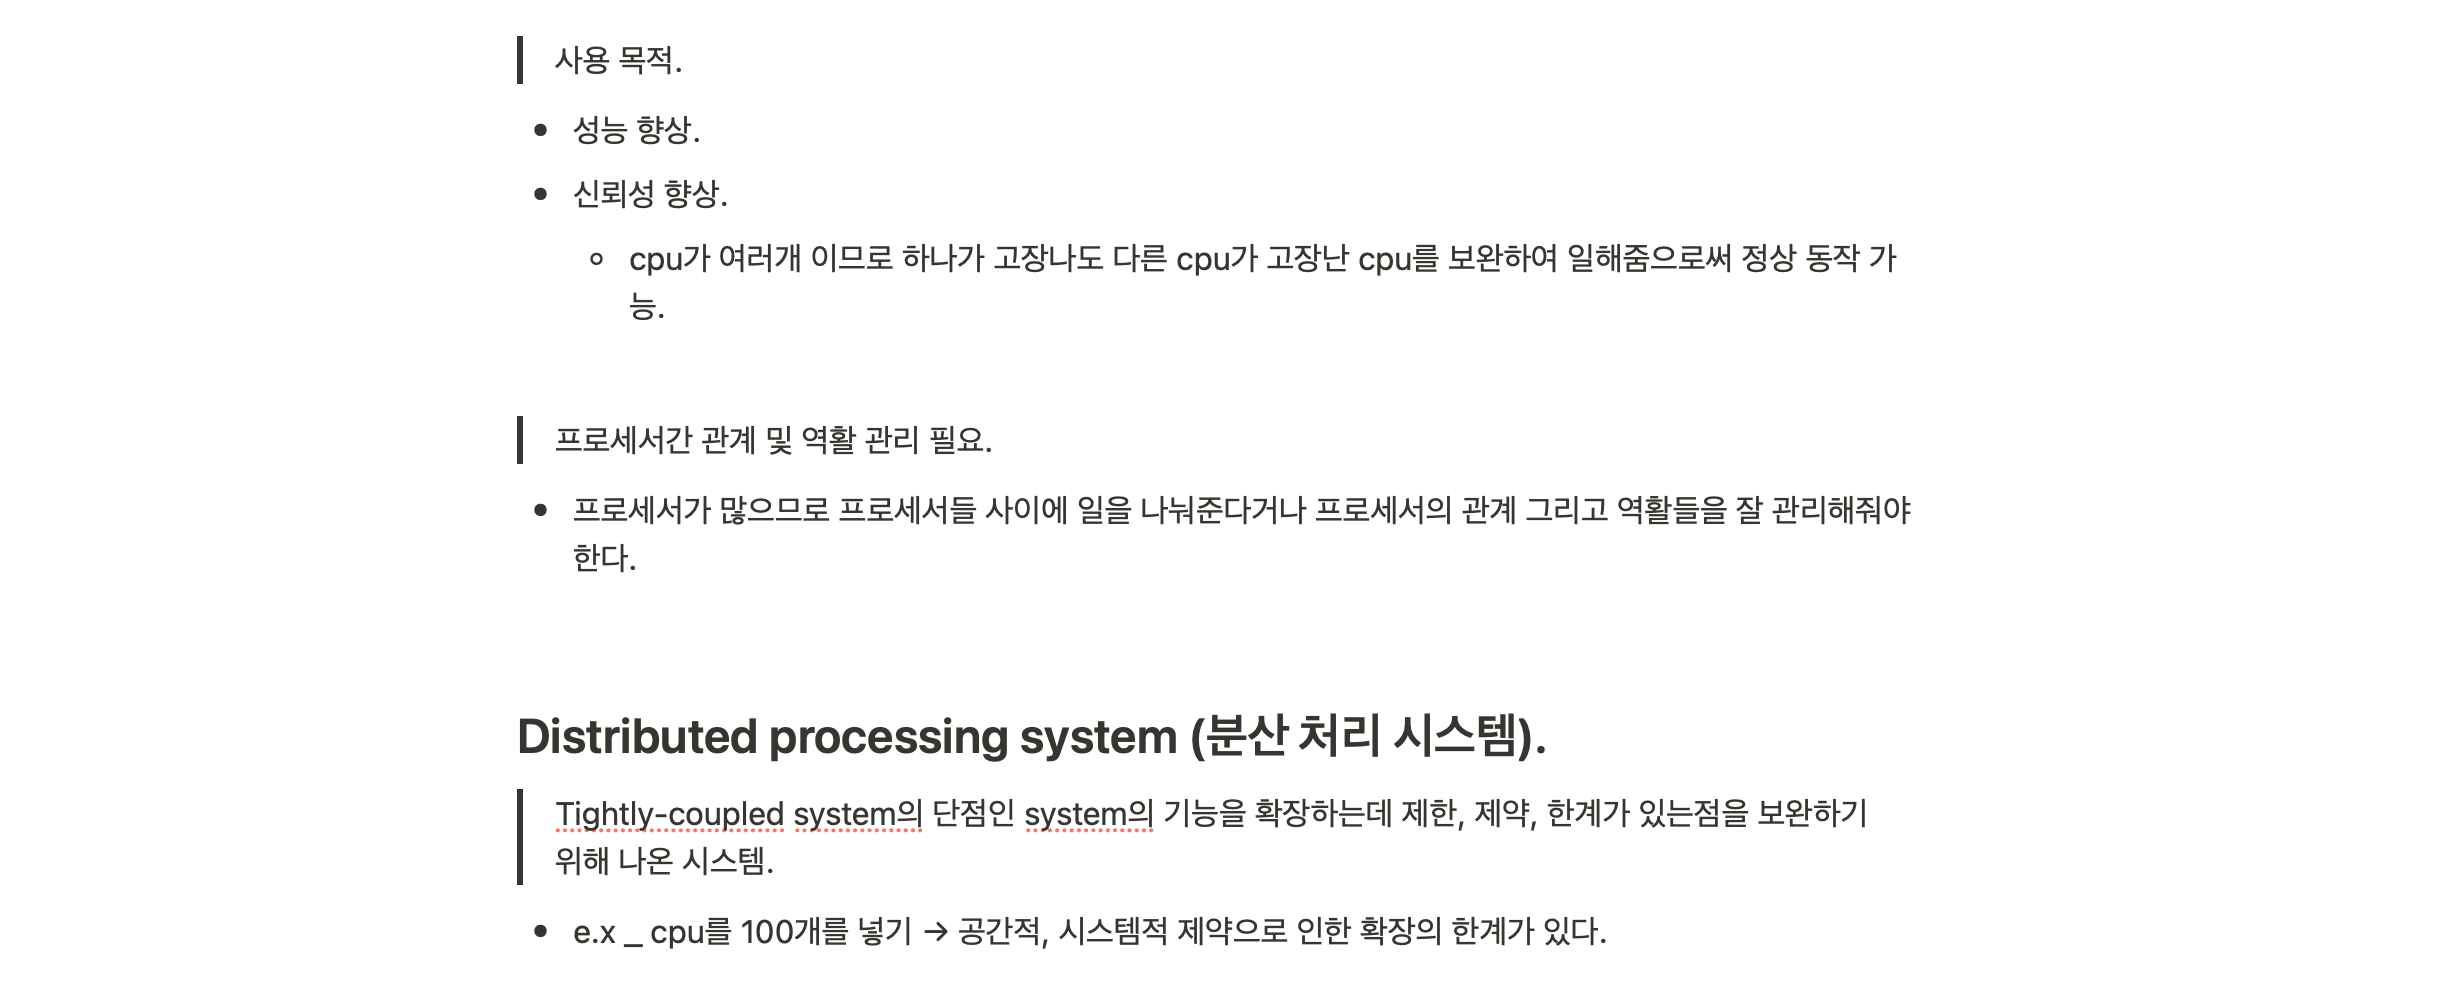 사용 목적.
• 성능 향상.
• 신뢰성 향상.
◦ cpu가 여러개 이므로 하나가 고장나도 다른 cpu가 고장난 cpu를 보완하여 일해줌으로써 정상 동작 가
능.
프로세서간 관계 및 역활 관리 필요.
• 프로세서가 많으므로 프로세서들 사이에 일을 나눠준다거나 프로세서의 관계 그리고 역활들을 잘 관리해줘야
한다.
Distributed processing system (분산 처리 시스템).
Tightly-coupled system의 단점인 system의 기능을 확장하는데 제한, 제약, 한계가 있는점을 보완하기
위해 나온 시스템.
• e.x _ cpu를 100개를 넣기 → 공간적, 시스템적 제약으로 인한 확장의 한계가 있다.